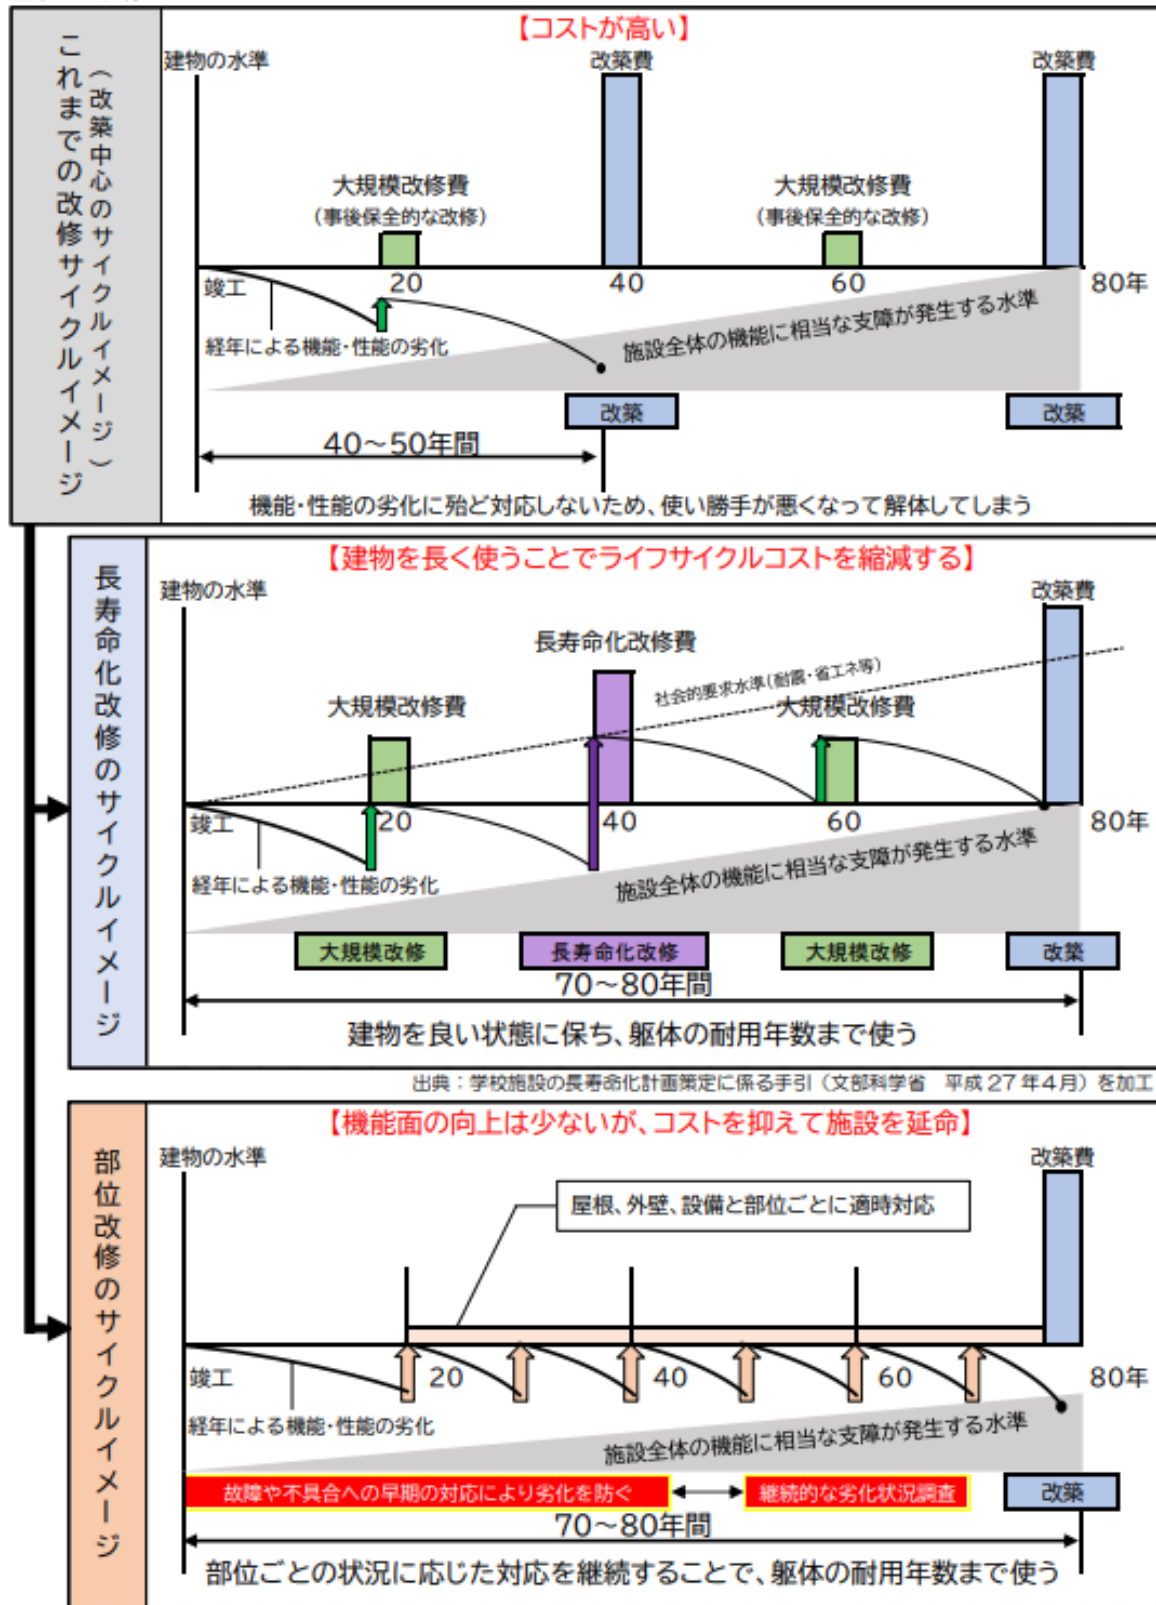 これまでの改修サイクルイメージ
（改築中心のサイクルイメージ）
【コストが高い】
建物の水準
改築費
改築費
大規模改修費
（事後保全的な改修）
大規模改修費
（事後保全的な改修）
竣工
20
40
60
80年
経年による機能・性能の劣化
施設全体の機能に相当な支障が発生する水準
改築
改築
40～50年間
機能・性能の劣化に殆ど対応しないため、使い勝手が悪くなって解体してしまう
長寿命化改修のサイクルイメージ
【建物を長く使うことでライフサイクルコストを縮減する】
建物の水準
改築費
長寿命化改修費
社会的要求水準（耐震・省エネ等）
大規模改修費
大規模改修費
竣工
20
40
60
80年
経年による機能・性能の劣化
施設全体の機能に相当な支障が発生する水準
大規模改修
長寿命化改修
大規模改修
改築
70～80年間
建物を良い状態に保ち、躯体の耐用年数まで使う
出典：学校施設の長寿命化計画策定に係る手引（文部科学省　平成27年4月）を加工
部位改修のサイクルイメージ
【機能面の向上は少ないが、コストを抑えて施設を延命】
建物の水準
改築費
屋根、外壁、設備と部位ごとに適時対応
竣工
20
40
60
80年
経年による機能・性能の劣化
施設全体の機能に相当な支障が発生する水準
故障や不具合への早期の対応により劣化を防ぐ
継続的な劣化状況調査
改築
70～80年間
部位ごとの状況に応じた対応を継続することで、躯体の耐用年数まで使う